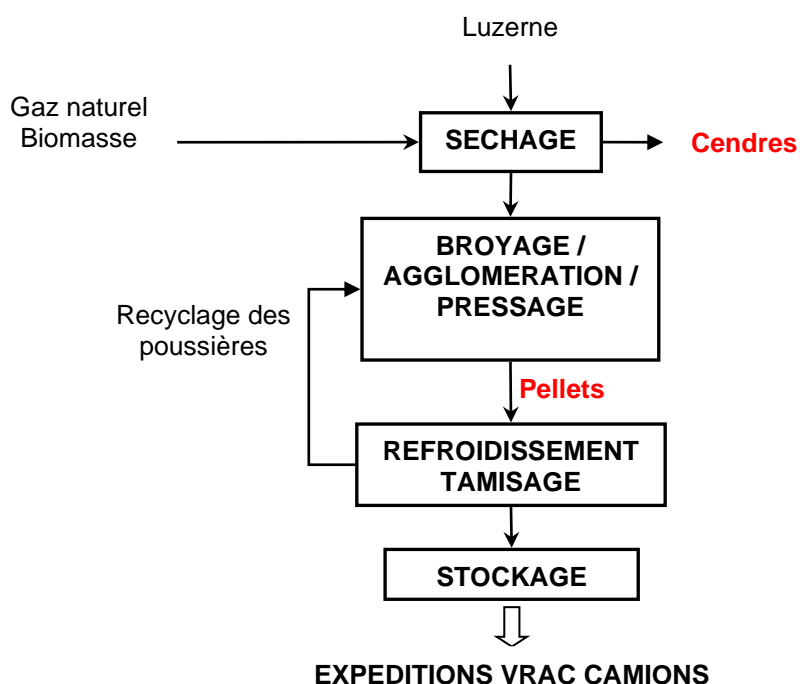 Luzerne
Gaz naturel
Biomasse
SECHAGE
Cendres
BROYAGE /
AGGLOMERATION /
PRESSAGE
Recyclage des
poussières
Pellets
REFROIDISSEMENT
TAMISAGE
STOCKAGE
EXPEDITIONS VRAC CAMIONS